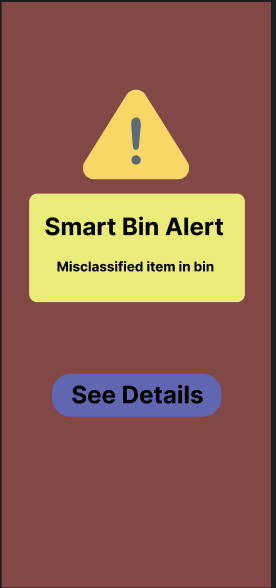 Smart Bin Alert
Misclassified item in bin
See Details